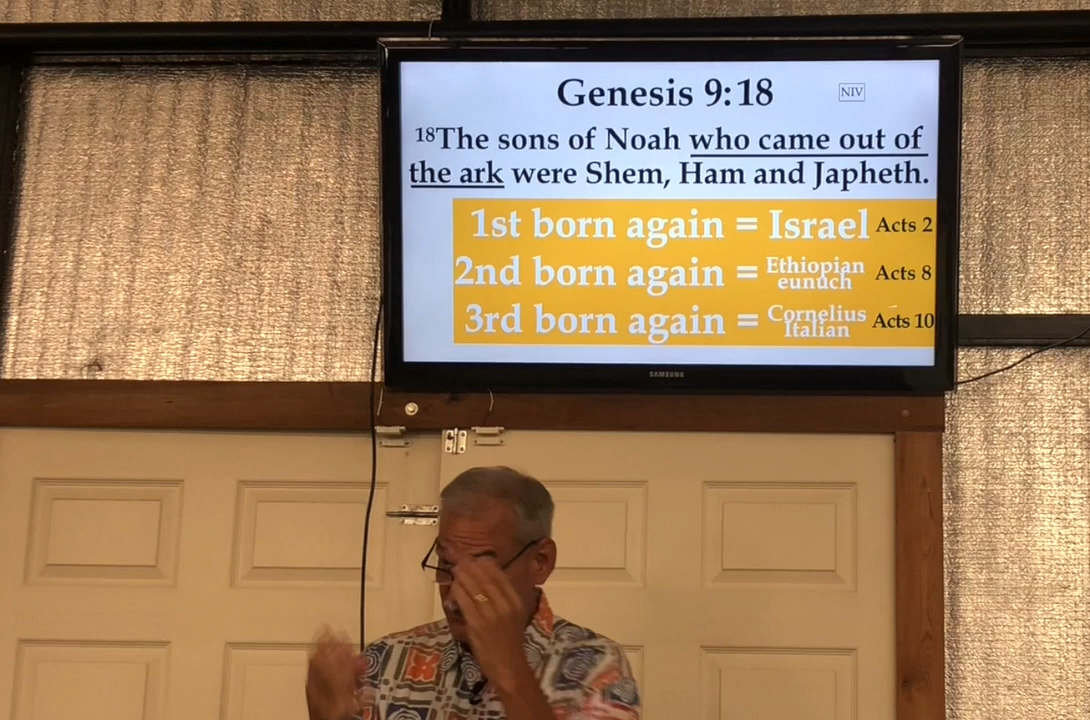 Genesis 9:18 NIV
18The sons of Noah who came out of
the ark were Shem, Ham and Japheth.
1st born again = Israel Acts 2
2nd born again = Ethiopian eunuch Acts 8
3rd born again = Cornelius Italian Acts 10
SAMSUNG